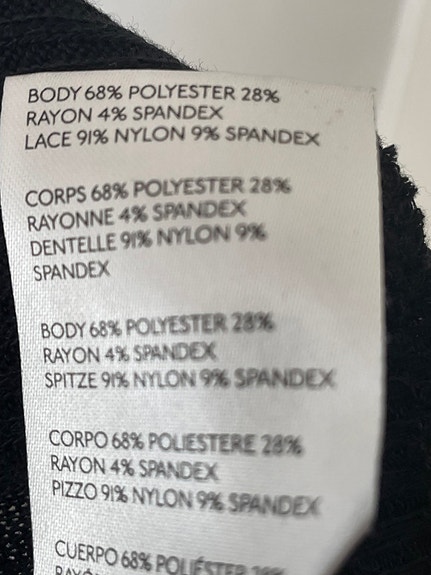 BODY 68% POLYESTER 28%
RAYON 4% SPANDEX
LACE 91% NYLON 9% SPANDEX
CORPS 68% POLYESTER 28%
RAYONNE 4% SPANDEX
DENTELLE 91% NYLON 9%
SPANDEX
BODY 68% POLYESTER 28%
RAYON 4% SPANDEX
SPITZE 91% NYLON 9% SPANDEX
CORPO 68% POLIESTERE 28%
RAYON 4% SPANDEX
PIZZO 91% NYLON 9% SPANDEX
CUERPO 68% POLIÉSTER